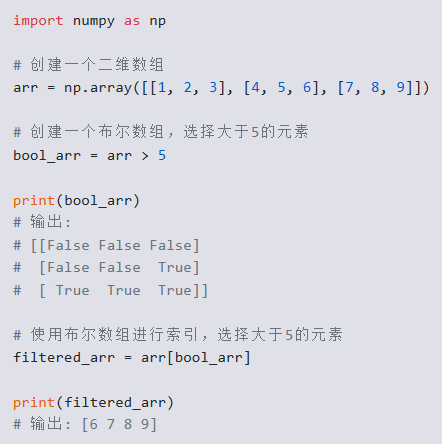 import numpy as np
# 创建一个二维数组
arr = np.array([[1, 2, 3], [4, 5, 6], [7, 8, 9]])
# 创建一个布尔数组，选择大于5的元素
bool_arr = arr > 5
print(bool_arr)
# 输出:
# [[False False False]
#  [False False  True]
#  [ True  True  True]]
# 使用布尔数组进行索引，选择大于5的元素
filtered_arr = arr[bool_arr]
print(filtered_arr)
# 输出: [6 7 8 9]